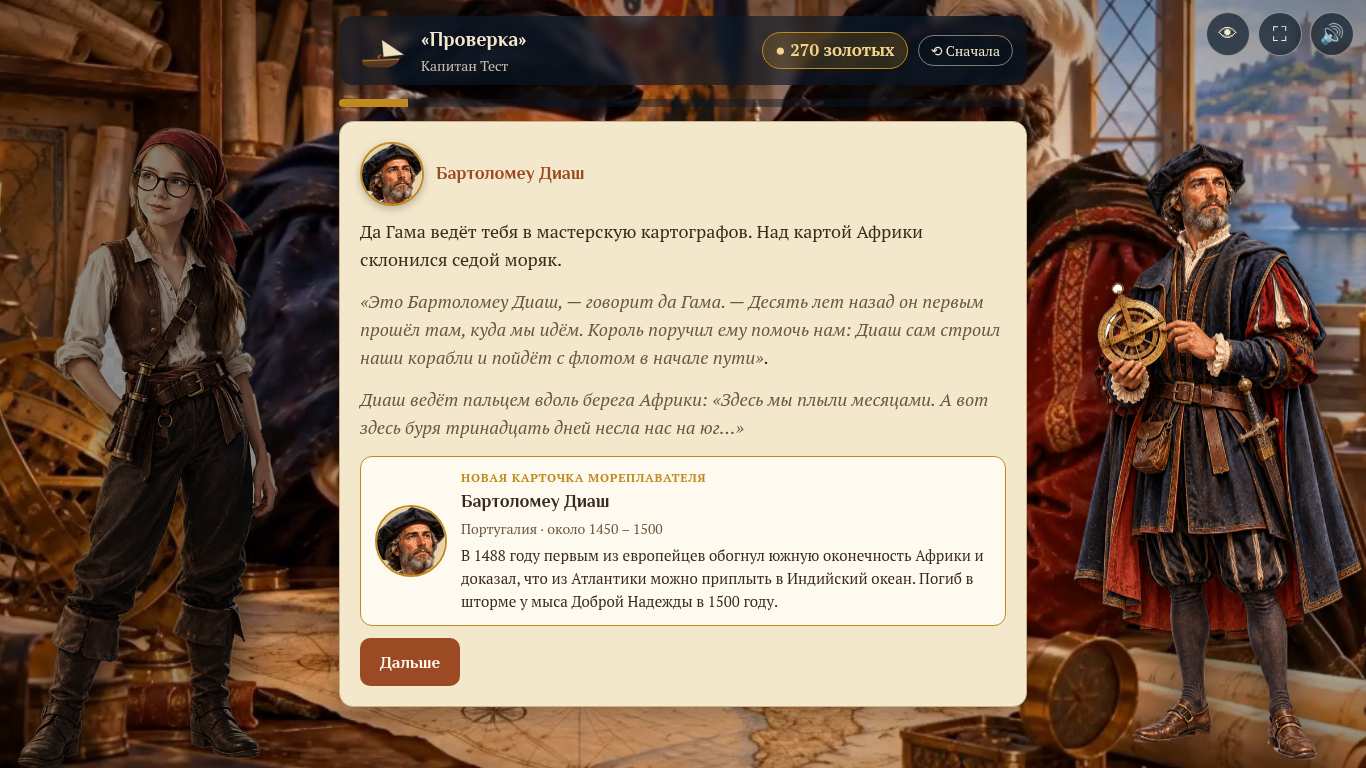 «Проверка»
Капитан Тест
● 270 золотых
⟲ Сначала
Бартоломеу Диаш
Да Гама ведёт тебя в мастерскую картографов. Над картой Африки
склонился седой моряк.
«Это Бартоломеу Диаш, — говорит да Гама. — Десять лет назад он первым
прошёл там, куда мы идём. Король поручил ему помочь нам: Диаш сам строил
наши корабли и пойдёт с флотом в начале пути».
Диаш ведёт пальцем вдоль берега Африки: «Здесь мы плыли месяцами. А вот
здесь буря тринадцать дней несла нас на юг…»
НОВАЯ КАРТОЧКА МОРЕПЛАВАТЕЛЯ
Бартоломеу Диаш
Португалия · около 1450 – 1500
В 1488 году первым из европейцев обогнул южную оконечность Африки и
доказал, что из Атлантики можно приплыть в Индийский океан. Погиб в
шторме у мыса Доброй Надежды в 1500 году.
Дальше